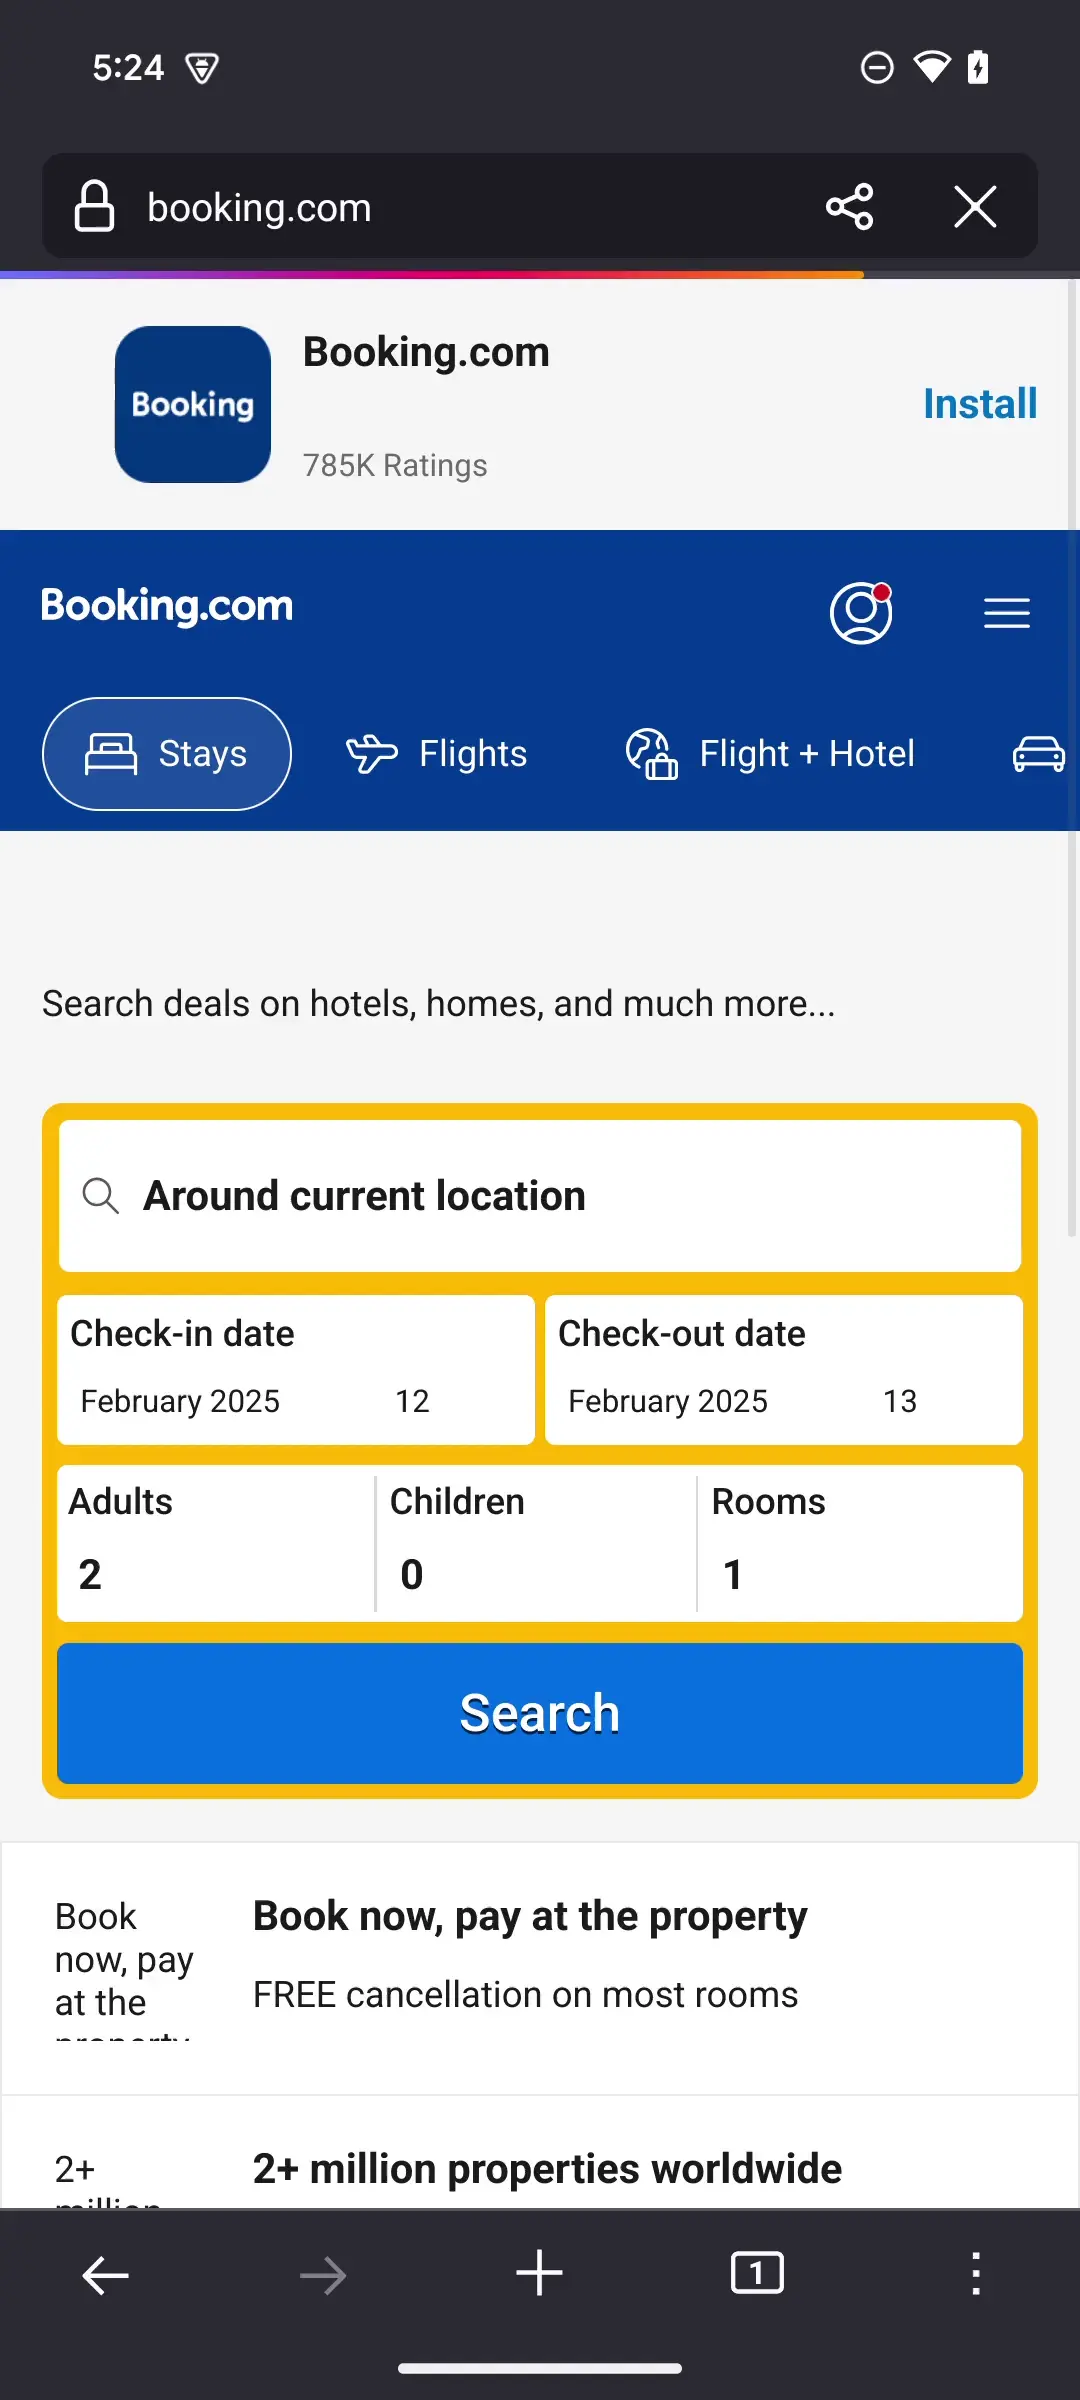 5:24
booking.com
Booking
Booking.com
785K Ratings
Install
Booking.com
Stays
Flights
Flight + Hotel
Search deals on hotels, homes, and much more...
Around current location
Check-in date
February 2025 12
Check-out date
February 2025 13
Adults
2
Children
0
Rooms
1
Search
Book now, pay at the property
Book now, pay at the property
FREE cancellation on most rooms
2+ million
2+ million properties worldwide
1